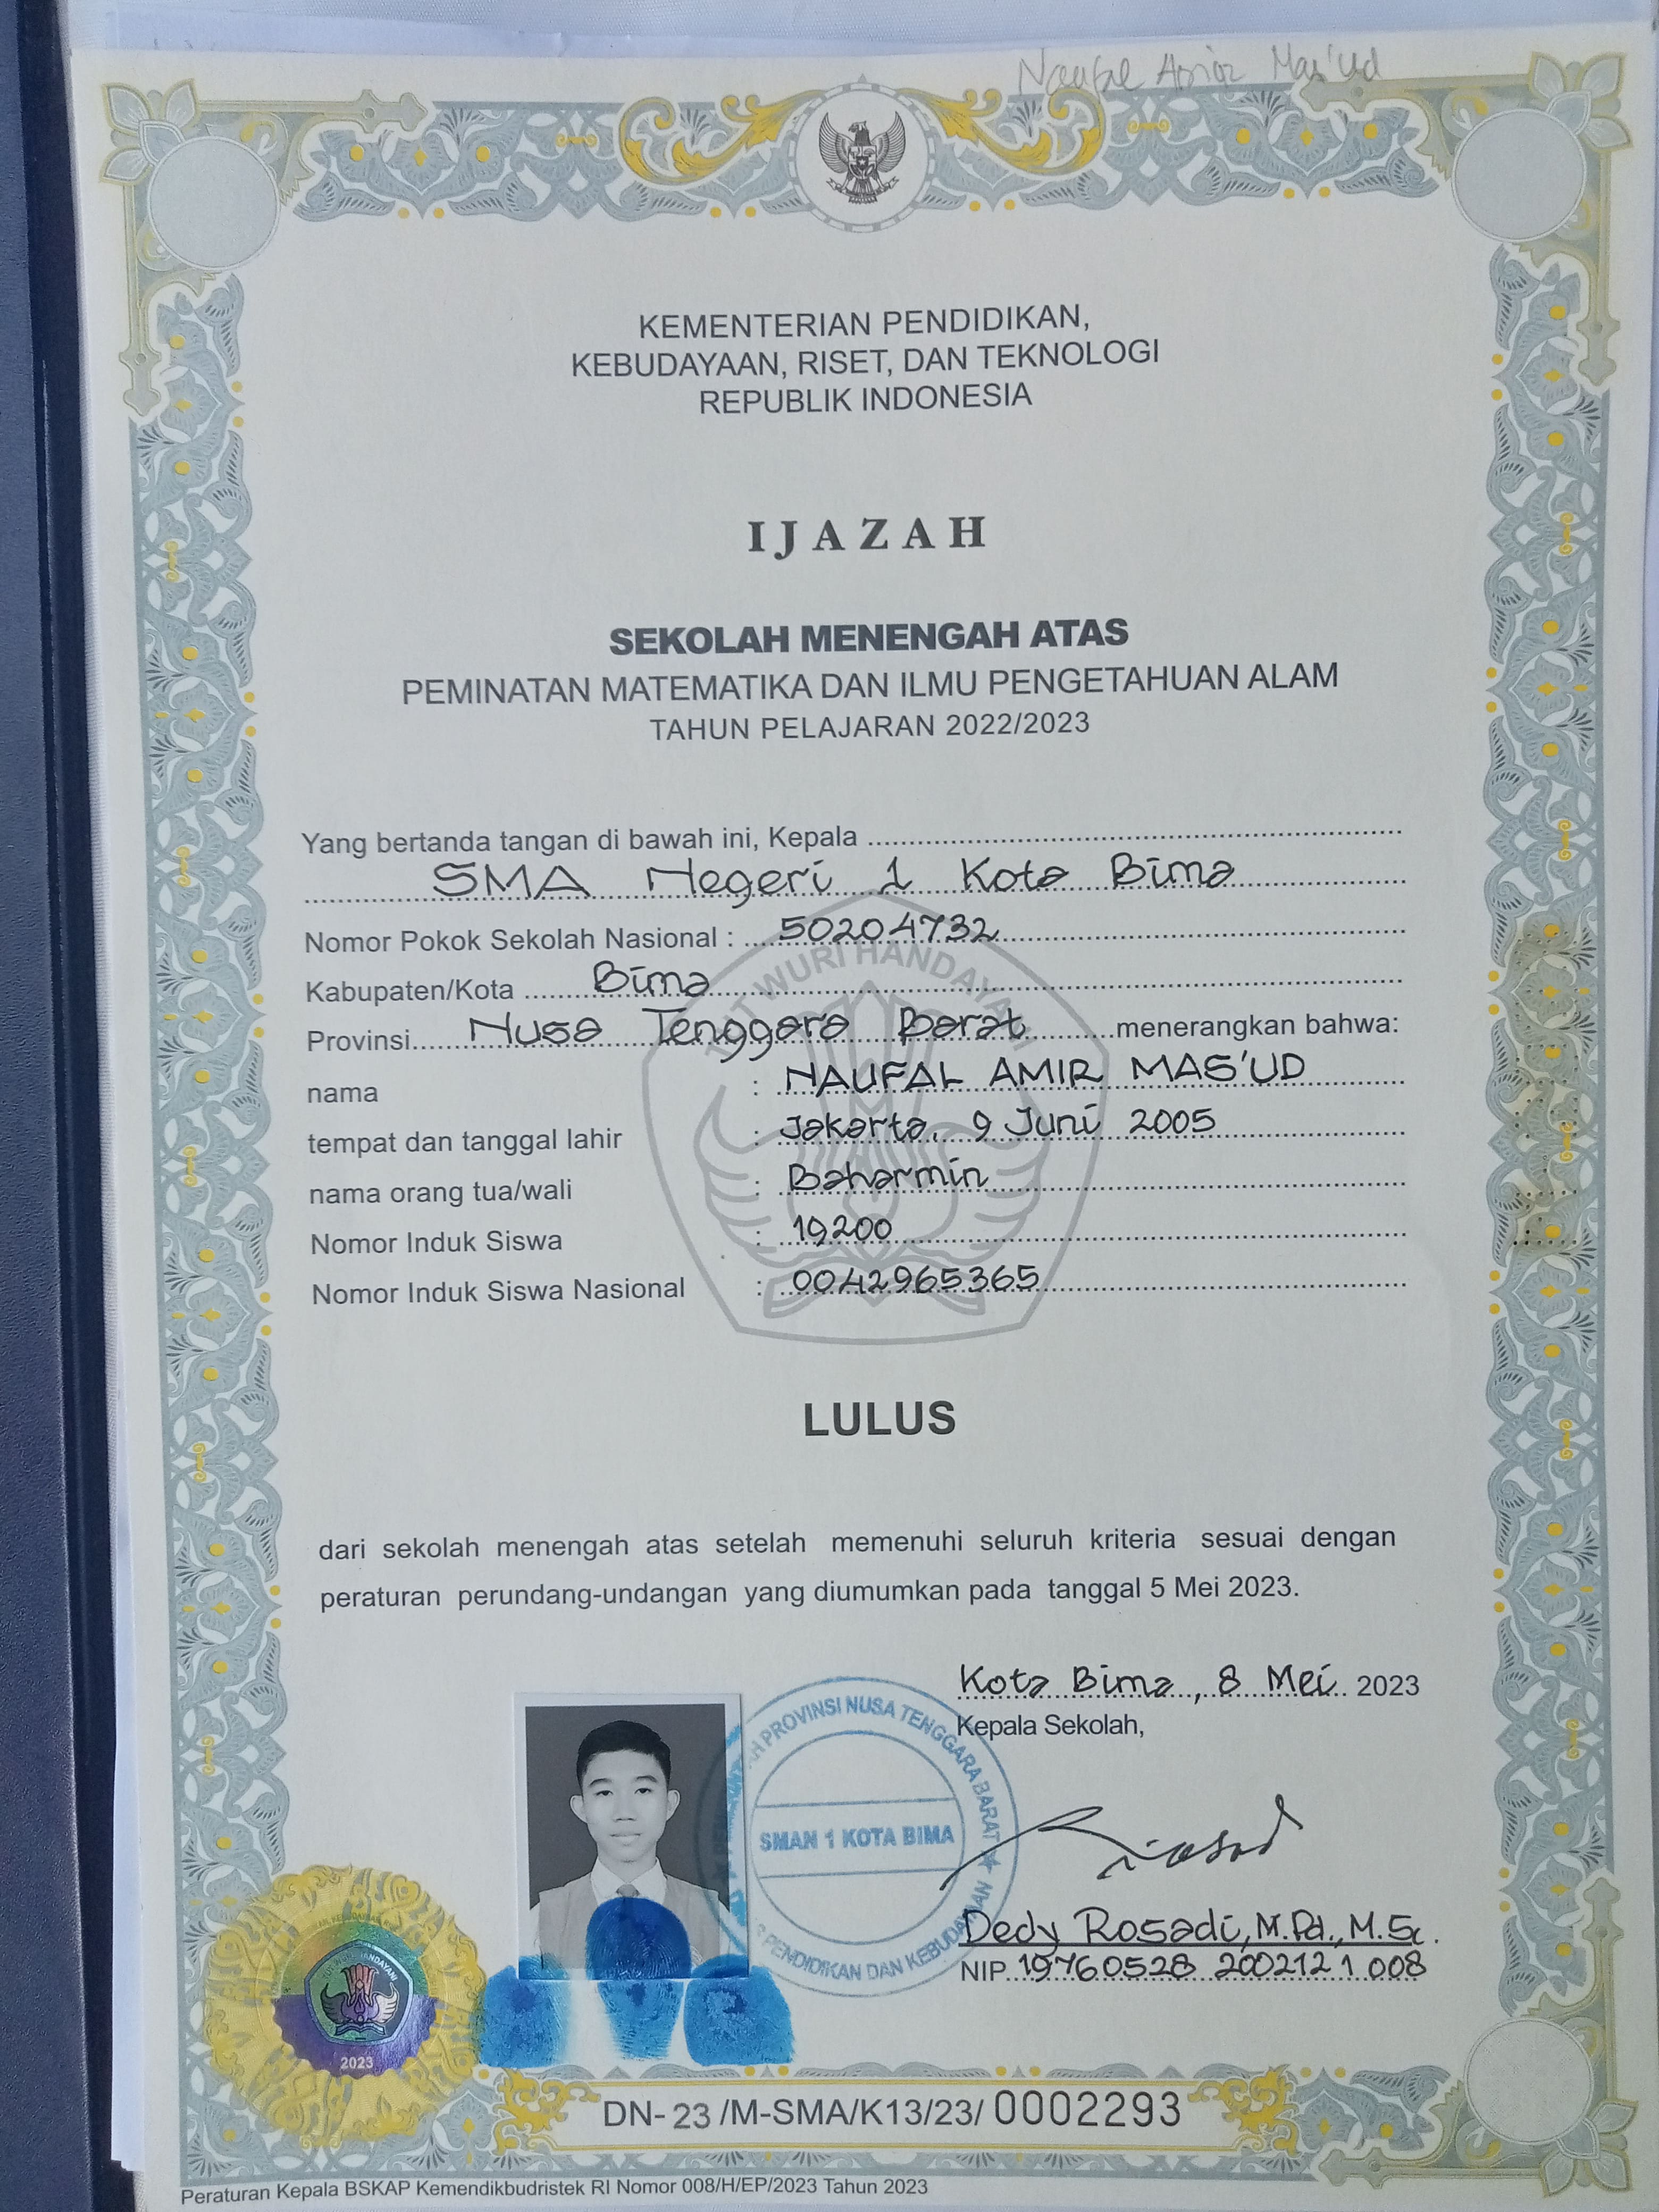 Naufal Amir Mas'ud
KEMENTERIAN PENDIDIKAN,
KEBUDAYAAN, RISET, DAN TEKNOLOGI
REPUBLIK INDONESIA
IJAZAH
SEKOLAH MENENGAH ATAS
PEMINATAN MATEMATIKA DAN ILMU PENGETAHUAN ALAM
TAHUN PELAJARAN 2022/2023
Yang bertanda tangan di bawah ini, Kepala
SMA Negeri 1 Kota Bima
Nomor Pokok Sekolah Nasional : 50204732
Kabupaten/Kota Bima
Provinsi Nusa Tenggara Barat menerangkan bahwa:
nama : NAUFAL AMIR MAS'UD
tempat dan tanggal lahir : Jakarta, 9 Juni 2005
nama orang tua/wali : Baharmin
Nomor Induk Siswa : 19200
Nomor Induk Siswa Nasional : 0042965365
TUT WURI HANDAYANI
LULUS
dari sekolah menengah atas setelah memenuhi seluruh kriteria sesuai dengan
peraturan perundang-undangan yang diumumkan pada tanggal 5 Mei 2023.
Kota Bima, 8 Mei 2023
Kepala Sekolah,
PROVINSI NUSA TENGGARA BARAT
SMAN 1 KOTA BIMA
PENDIDIKAN DAN KEBUDAYAAN
Dedy Rosadi, M.Pd., M.Sc.
NIP 19760528 200212 1 008
2023
DN-23 /M-SMA/K13/23/ 0002293
Peraturan Kepala BSKAP Kemendikbudristek RI Nomor 008/H/EP/2023 Tahun 2023